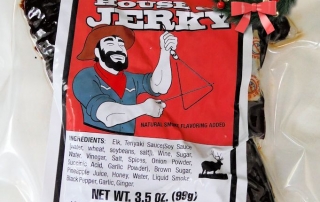 HOUSE OF
JERKY
NATURAL SMOKE FLAVORING ADDED
INGREDIENTS: Elk, Teriyaki Sauce(Soy Sauce
(water, wheat, soybeans, salt), Wine, Sugar,
Water, Vinegar, Salt, Spices, Onion Powder,
Succinic Acid, Garlic Powder), Brown Sugar,
Pineapple Juice, Honey, Water, Liquid Smoke,
Black Pepper, Garlic, Ginger.
NET WT. 3.5 oz. (99g)